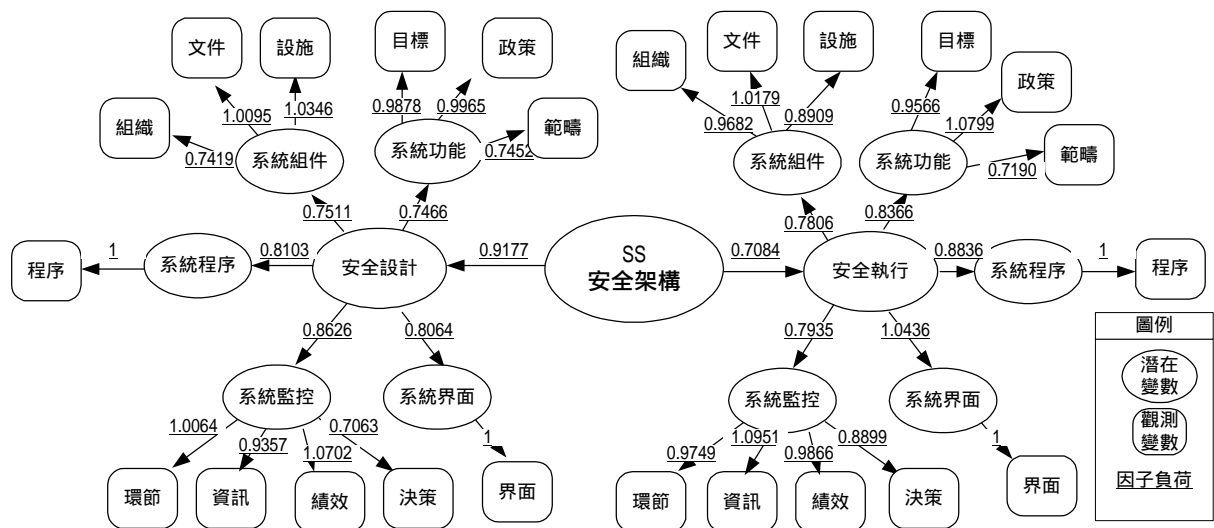 文件
設施
目標
政策
組織
1.0095
1.0346
0.7419
系統組件
0.9878
0.9965
系統功能
0.7452
範疇
0.7511
0.7466
程序
1
系統程序
0.8103
安全設計
0.9177
SS
安全架構
0.8626
0.8064
系統監控
系統界面
1.0064
0.9357
1.0702
0.7063
1
環節
資訊
績效
決策
界面
組織
文件
設施
目標
政策
0.9682
1.0179
0.8909
系統組件
0.9566
1.0799
系統功能
0.7190
範疇
0.7806
0.8366
0.7084
安全執行
0.8836
系統程序
1
程序
0.7935
1.0436
系統監控
系統界面
0.9749
1.0951
0.9866
0.8899
1
環節
資訊
績效
決策
界面
圖例
潛在
變數
觀測
變數
因子負荷